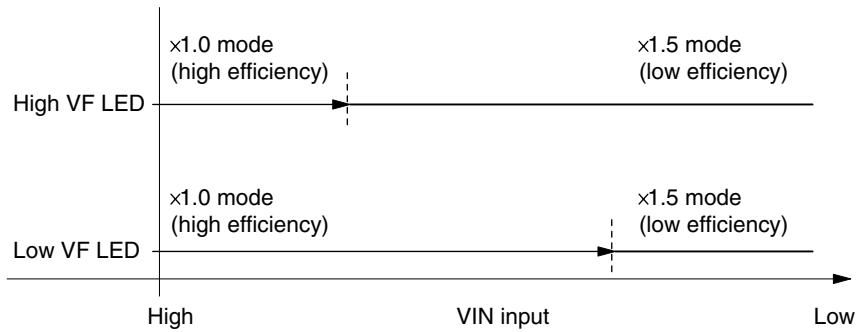 ×1.0 mode
(high efficiency)
×1.5 mode
(low efficiency)
High VF LED
×1.0 mode
(high efficiency)
×1.5 mode
(low efficiency)
Low VF LED
High
VIN input
Low